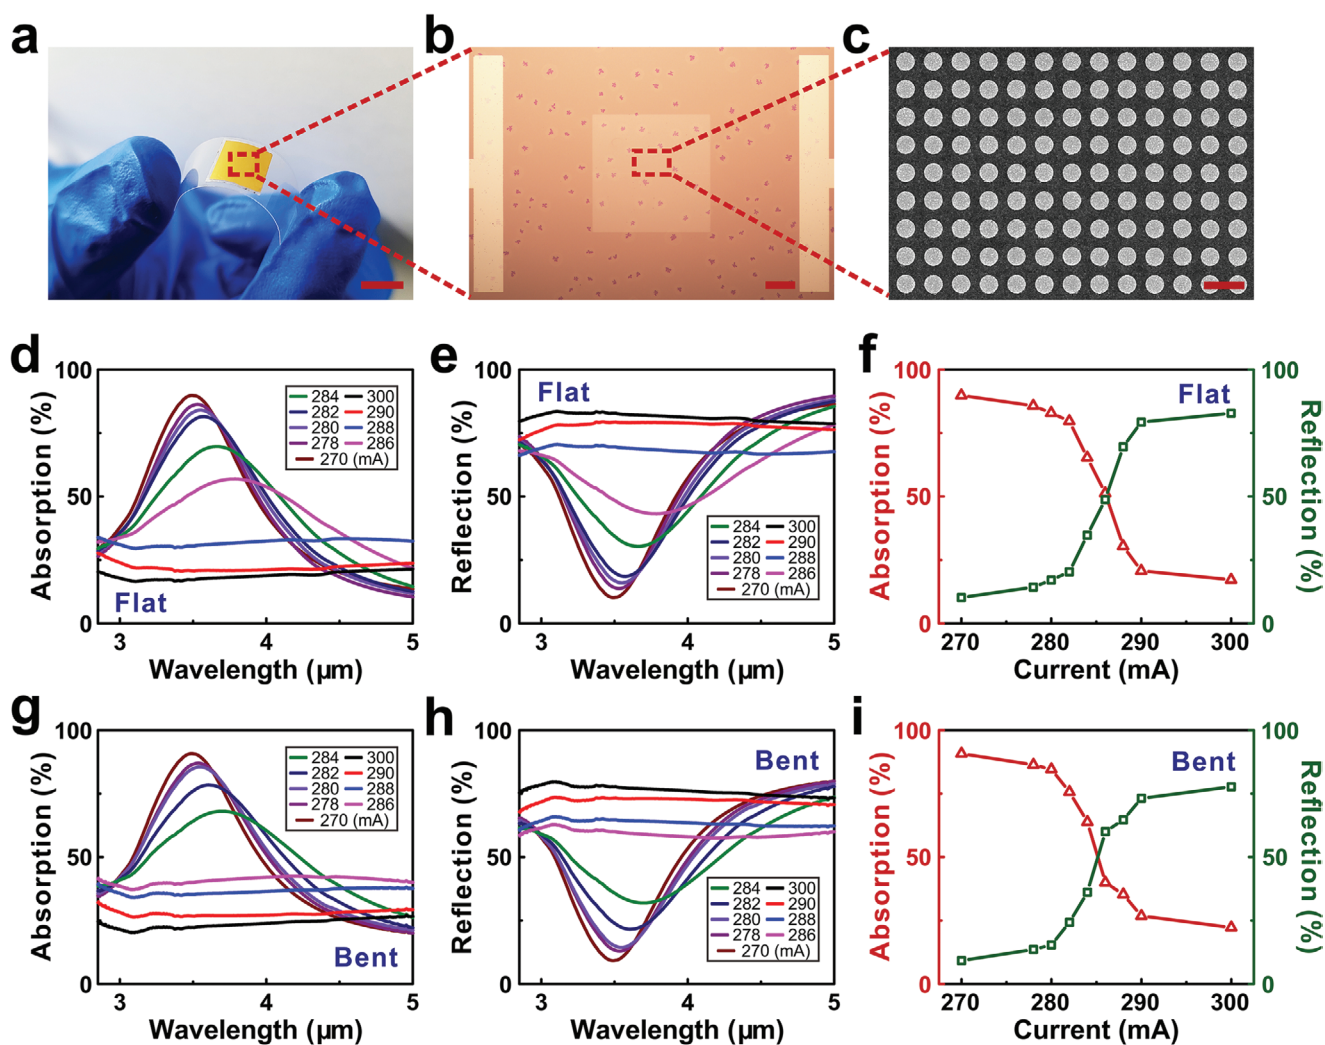 a
b
c
d
100
50
0
Absorption (%)
284 300
282 290
280 288
278 286
270 (mA)
Flat
3 4 5
Wavelength (µm)
e
100
50
0
Reflection (%)
Flat
284 300
282 290
280 288
278 286
270 (mA)
3 4 5
Wavelength (µm)
f
100
50
0
Absorption (%)
Flat
100
50
0
Reflection (%)
270 280 290 300
Current (mA)
g
100
50
0
Absorption (%)
284 300
282 290
280 288
278 286
270 (mA)
Bent
3 4 5
Wavelength (µm)
h
100
50
0
Reflection (%)
Bent
284 300
282 290
280 288
278 286
270 (mA)
3 4 5
Wavelength (µm)
i
100
50
0
Absorption (%)
Bent
100
50
0
Reflection (%)
270 280 290 300
Current (mA)